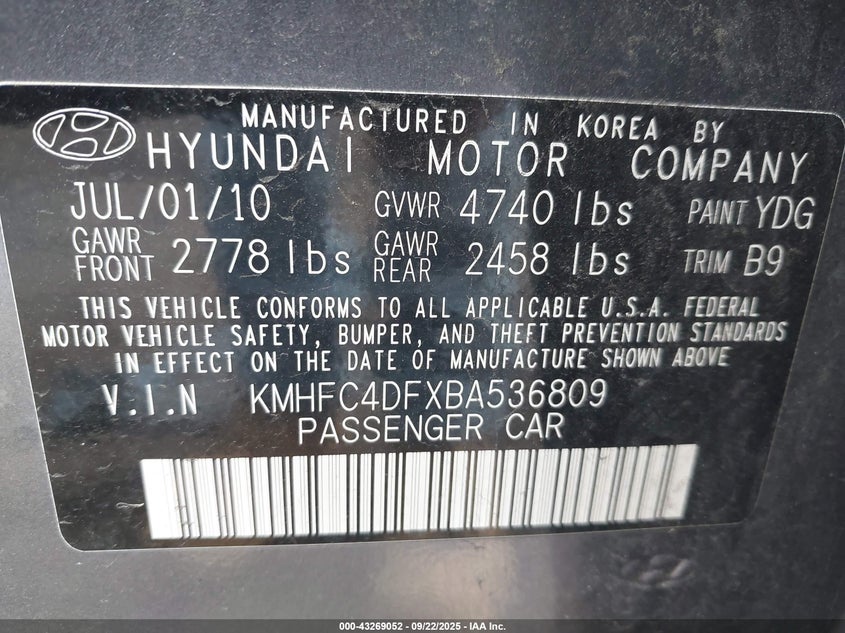 MANUFACTURED IN KOREA BY
HYUNDAI MOTOR COMPANY
JUL/01/10 GVWR 4740 lbs PAINT YDG
GAWR FRONT 2778 lbs GAWR REAR 2458 lbs TRIM B9
THIS VEHICLE CONFORMS TO ALL APPLICABLE U.S.A. FEDERAL
MOTOR VEHICLE SAFETY, BUMPER, AND THEFT PREVENTION STANDARDS
IN EFFECT ON THE DATE OF MANUFACTURE SHOWN ABOVE
V.I.N KMHFC4DFXBA536809
PASSENGER CAR
000-43269052 - 09/22/2025 - IAA Inc.